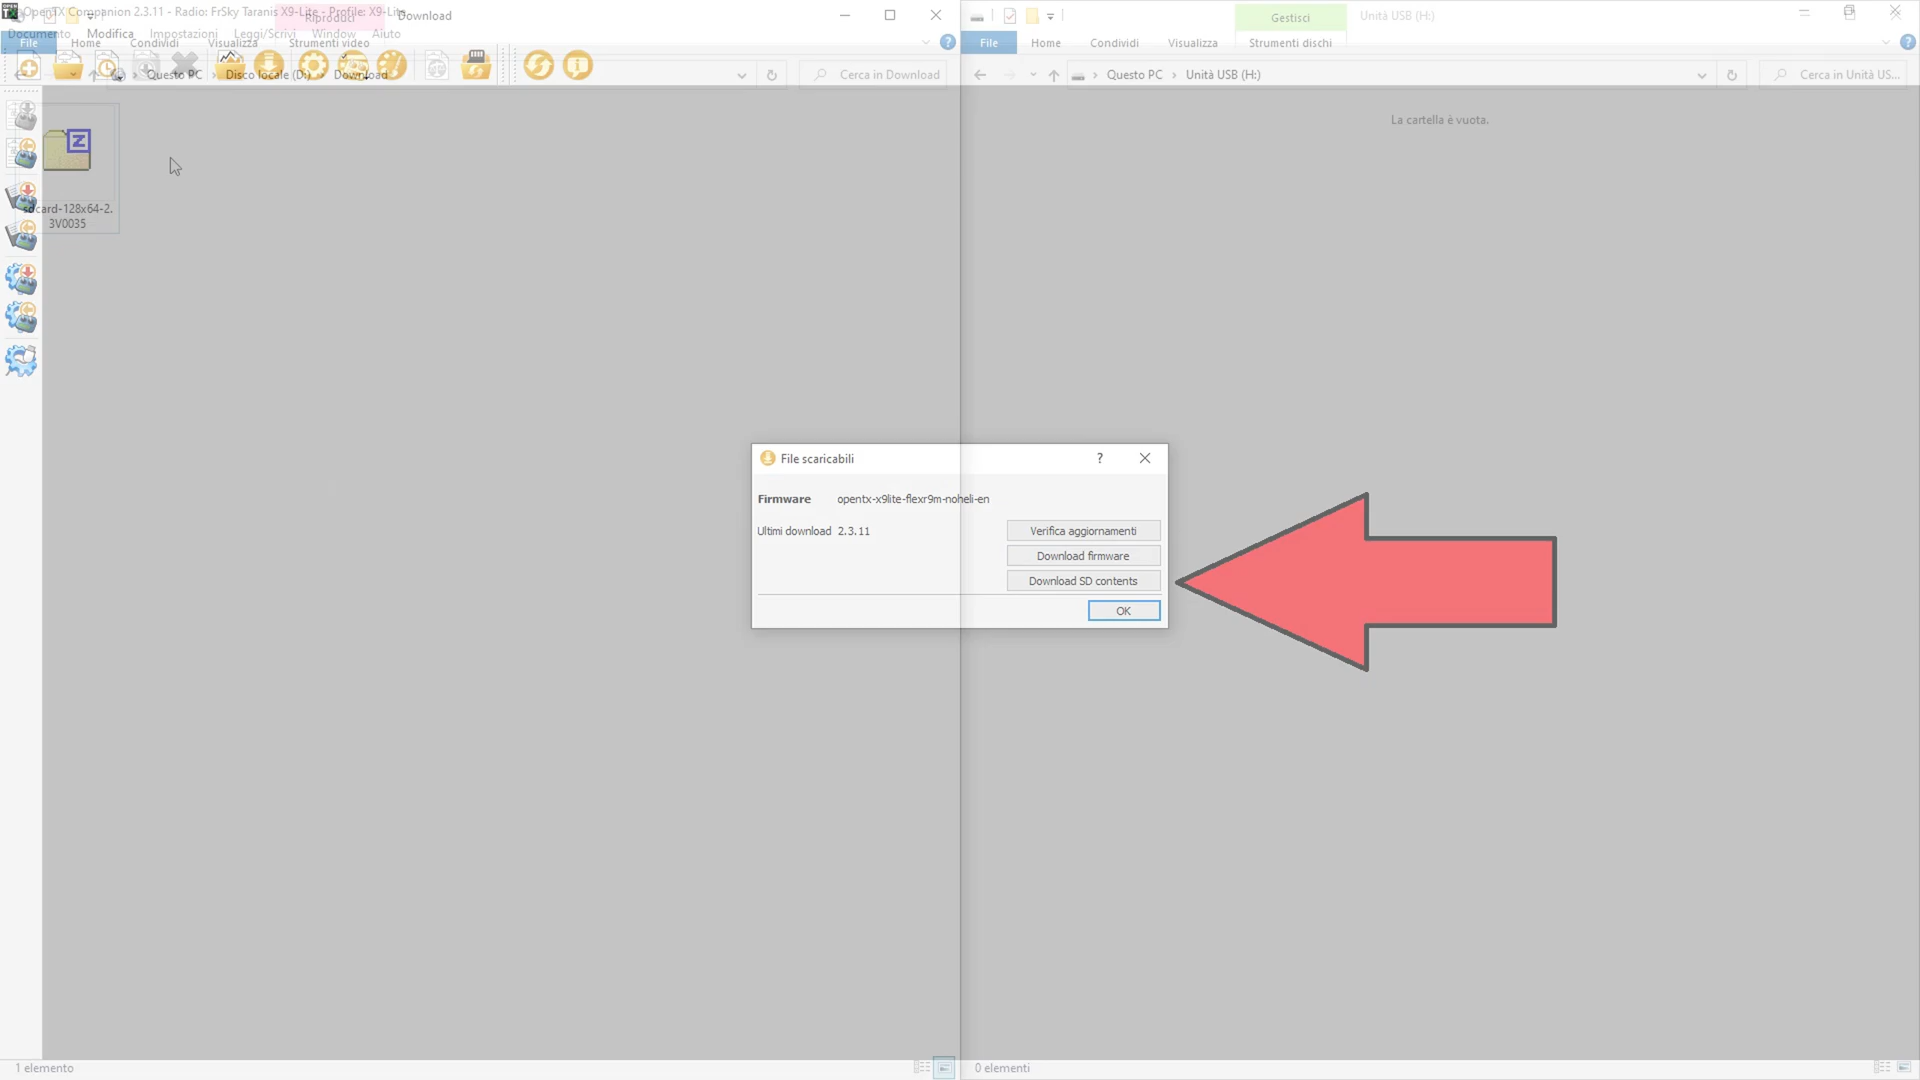 OpenTX Companion 2.3.11 - Radio: FrSky Taranis X9-Lite - Profile: X9-Lite
Riproduci
Download
Documento Modifica Impostazioni Leggi/Scrivi Window Aiuto
File Home Condividi Visualizza Strumenti video
Questo PC > Disco locale (D:) > Download
Cerca in Download
sdcard-128x64-2.
3V0035
1 elemento
Gestisci
Unità USB (H:)
File Home Condividi Visualizza Strumenti dischi
Questo PC > Unità USB (H:)
Cerca in Unità US...
La cartella è vuota.
0 elementi
File scaricabili
Firmware opentx-x9lite-flexr9m-noheli-en
Ultimi download 2.3.11
Verifica aggiornamenti
Download firmware
Download SD contents
OK